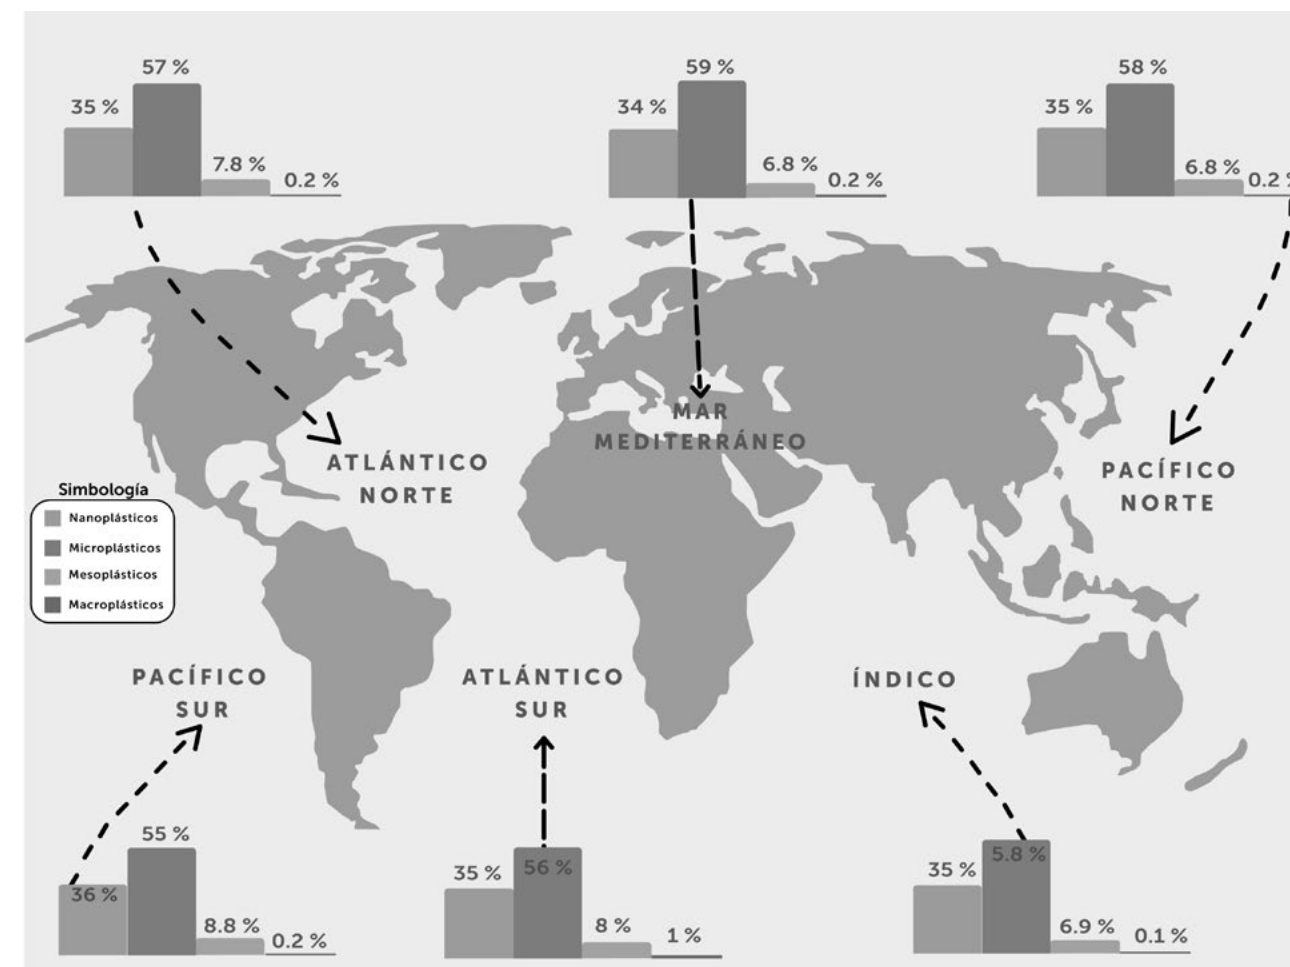 57 %
35 %
7.8 %
0.2 %
59 %
34 %
6.8 %
0.2 %
58 %
35 %
6.8 %
0.2 %
MAR
MEDITERRÁNEO
ATLÁNTICO
NORTE
PACÍFICO
NORTE
Simbología
Nanoplásticos
Microplásticos
Mesoplásticos
Macroplásticos
PACÍFICO
SUR
ATLÁNTICO
SUR
ÍNDICO
55 %
36 %
8.8 %
0.2 %
35 %
56 %
8 %
1 %
35 %
5.8 %
6.9 %
0.1 %